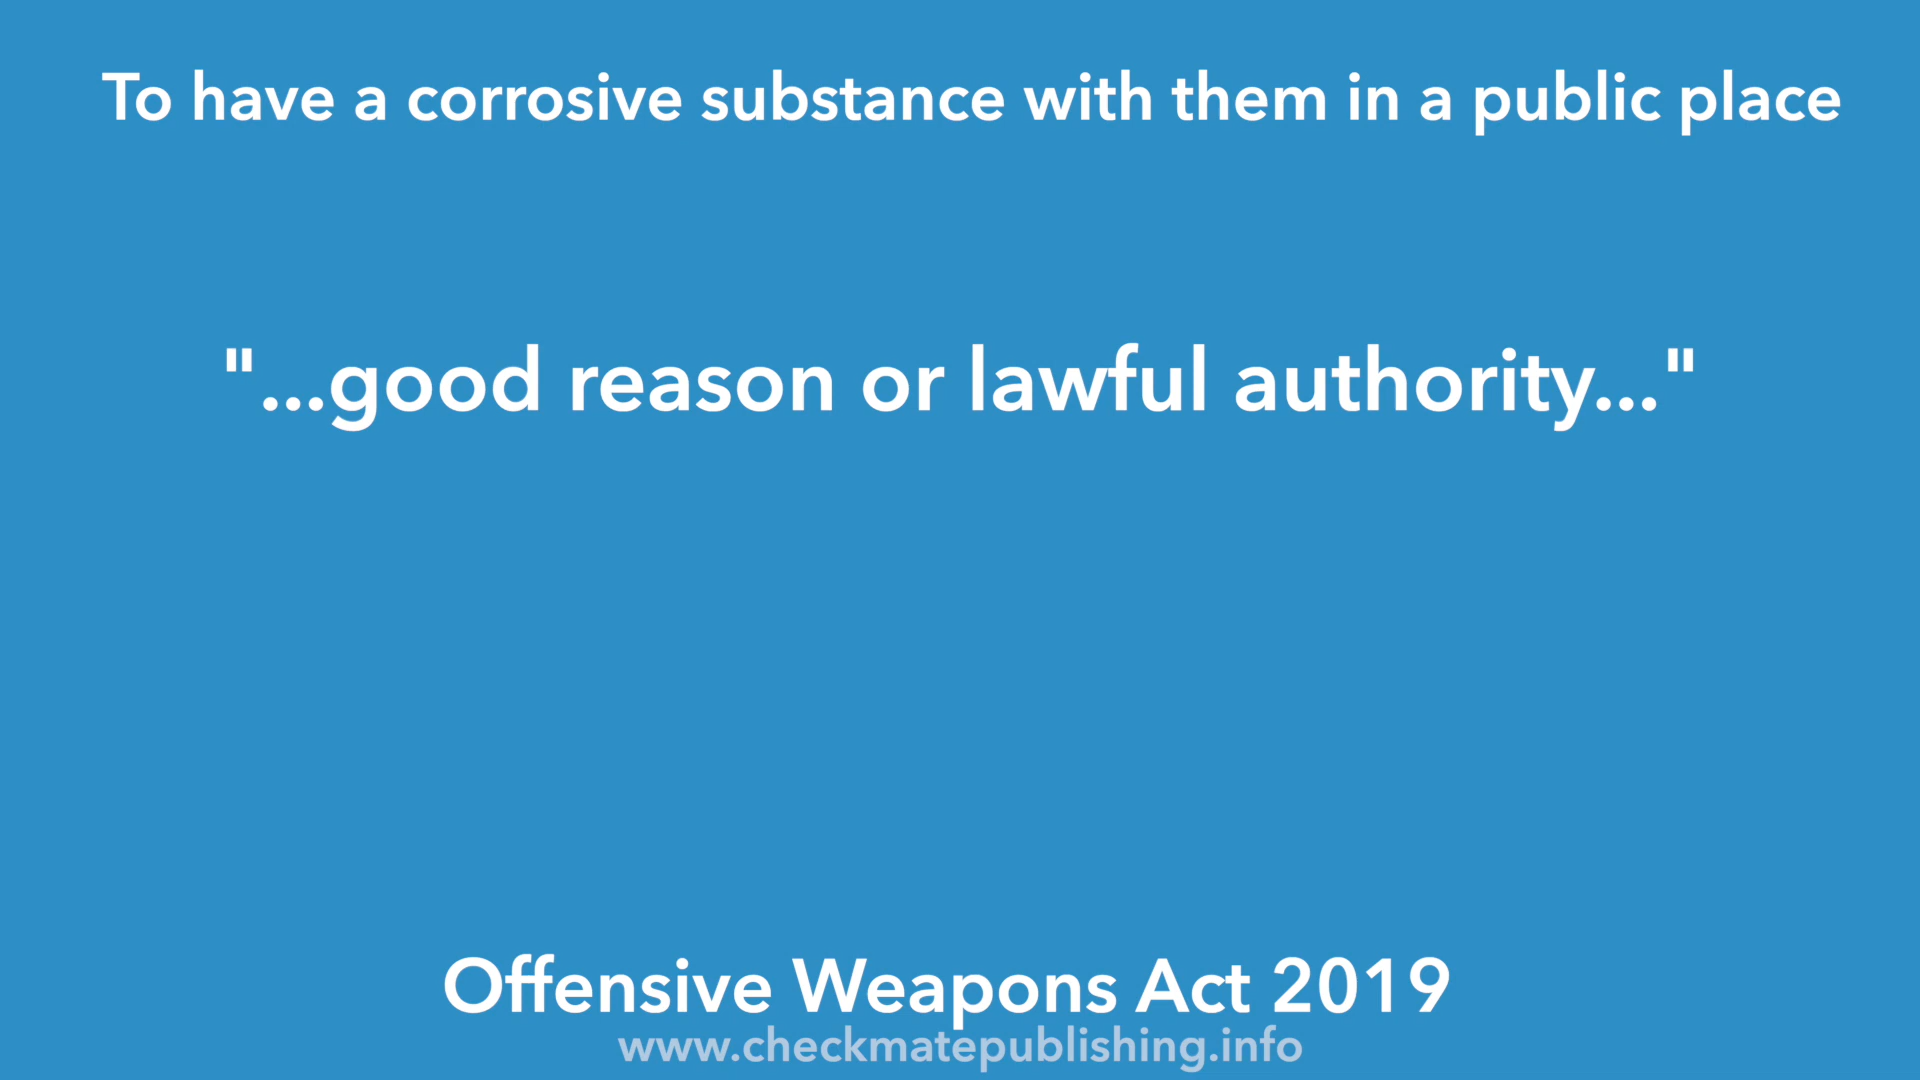 To have a corrosive substance with them in a public place
"...good reason or lawful authority..."
Offensive Weapons Act 2019
www.checkmatepublishing.info